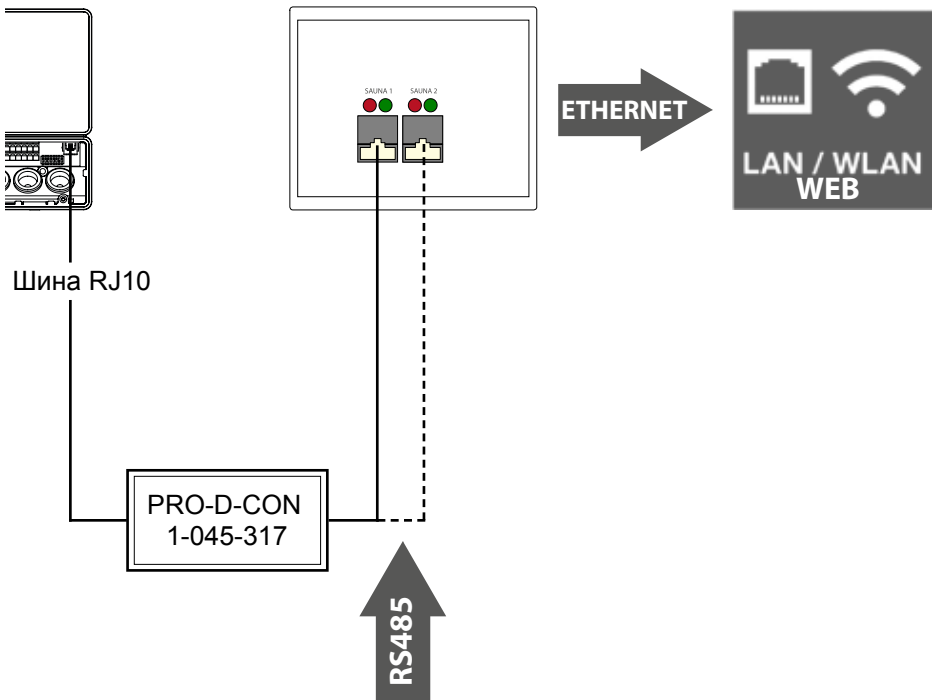 SAUNA 1 SAUNA 2
ETHERNET
LAN / WLAN
WEB
Шина RJ10
PRO-D-CON
1-045-317
RS485